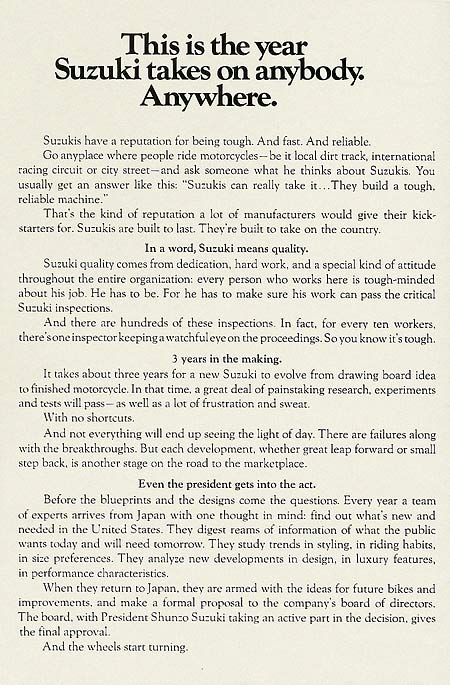 This is the year
Suzuki takes on anybody.
Anywhere.
Suzukis have a reputation for being tough. And fast. And reliable.
Go anyplace where people ride motorcycles—be it local dirt track, international
racing circuit or city street—and ask someone what he thinks about Suzukis. You
usually get an answer like this: "Suzukis can really take it...They build a tough,
reliable machine."
That's the kind of reputation a lot of manufacturers would give their kick-
starters for. Suzukis are built to last. They're built to take on the country.
In a word, Suzuki means quality.
Suzuki quality comes from dedication, hard work, and a special kind of attitude
throughout the entire organization: every person who works here is tough-minded
about his job. He has to be. For he has to make sure his work can pass the critical
Suzuki inspections.
And there are hundreds of these inspections. In fact, for every ten workers,
there's one inspector keeping a watchful eye on the proceedings. So you know it's tough.
3 years in the making.
It takes about three years for a new Suzuki to evolve from drawing board idea
to finished motorcycle. In that time, a great deal of painstaking research, experiments
and tests will pass—as well as a lot of frustration and sweat.
With no shortcuts.
And not everything will end up seeing the light of day. There are failures along
with the breakthroughs. But each development, whether great leap forward or small
step back, is another stage on the road to the marketplace.
Even the president gets into the act.
Before the blueprints and the designs come the questions. Every year a team
of experts arrives from Japan with one thought in mind: find out what's new and
needed in the United States. They digest reams of information of what the public
wants today and will need tomorrow. They study trends in styling, in riding habits,
in size preferences. They analyze new developments in design, in luxury features,
in performance characteristics.
When they return to Japan, they are armed with the ideas for future bikes and
improvements, and make a formal proposal to the company's board of directors.
The board, with President Shunzo Suzuki taking an active part in the decision, gives
the final approval.
And the wheels start turning.